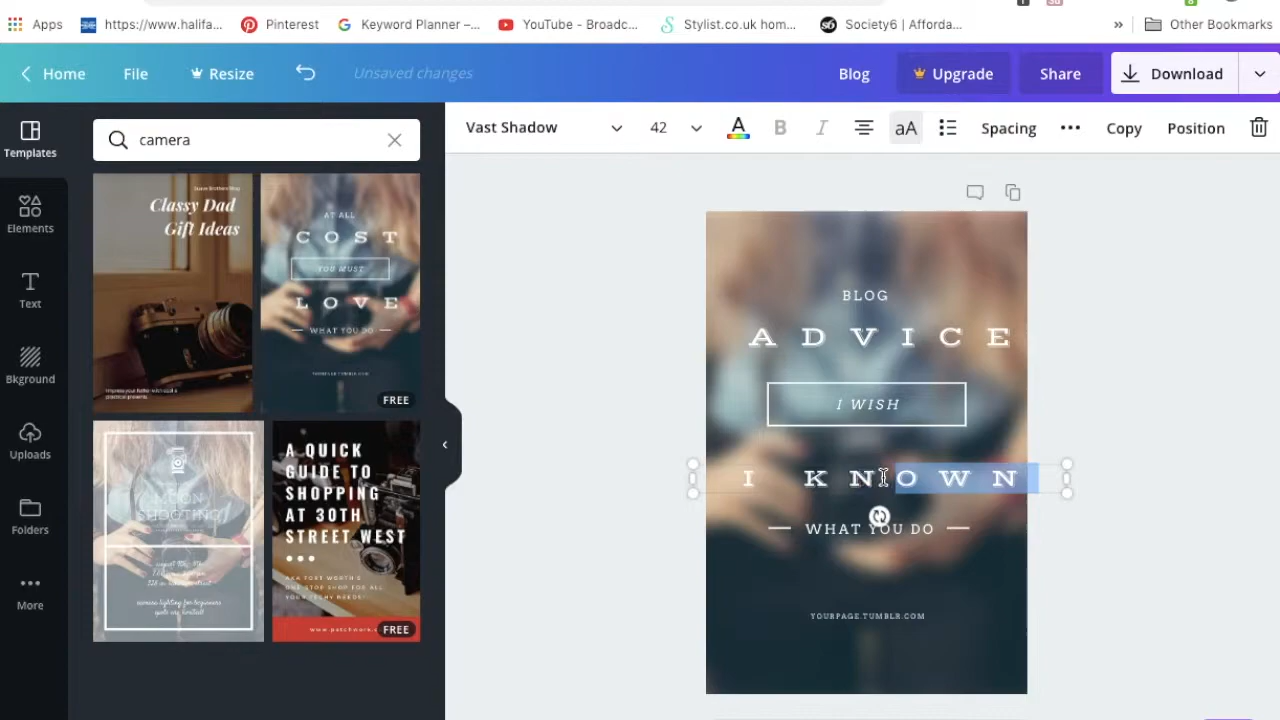 Apps https://www.halifa... Pinterest Keyword Planner –... YouTube - Broadc... Stylist.co.uk hom... Society6 | Afforda... » Other Bookmarks
Home File Resize Unsaved changes Blog Upgrade Share Download
Templates
Elements
Text
Bkground
Uploads
Folders
More
camera
Classy Dad
Gift Ideas
AT ALL
COST
YOU MUST
LOVE
WHAT YOU DO
FREE
SHOOTING
A QUICK
GUIDE TO
SHOPPING
AT 30TH
STREET WEST
FREE
Vast Shadow 42 A B I aA Spacing Copy Position
BLOG
ADVICE
I WISH
I KNOWN
WHAT YOU DO
YOURPAGE.TUMBLR.COM